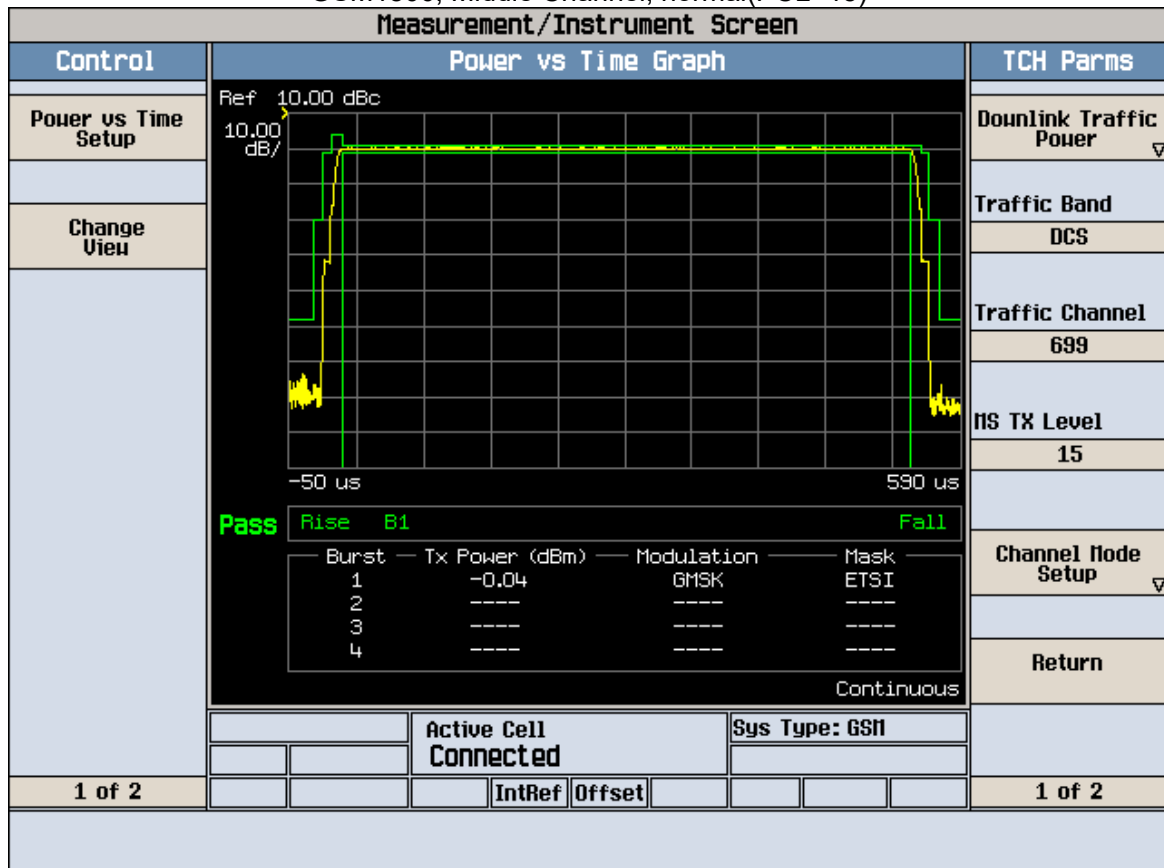 Measurement/Instrument Screen
Control
Power vs Time Graph
TCH Parms
Power vs Time
Setup
Change
View
1 of 2
Ref 10.00 dBc
10.00
dB/
-50 us
590 us
Pass
Rise B1 Fall
Burst Tx Power (dBm) Modulation Mask
1 -0.04 GMSK ETSI
2 ---- ---- ----
3 ---- ---- ----
4 ---- ---- ----
Continuous
Active Cell
Connected
Sys Type: GSM
IntRef Offset
Downlink Traffic
Power
Traffic Band
DCS
Traffic Channel
699
MS TX Level
15
Channel Mode
Setup
Return
1 of 2